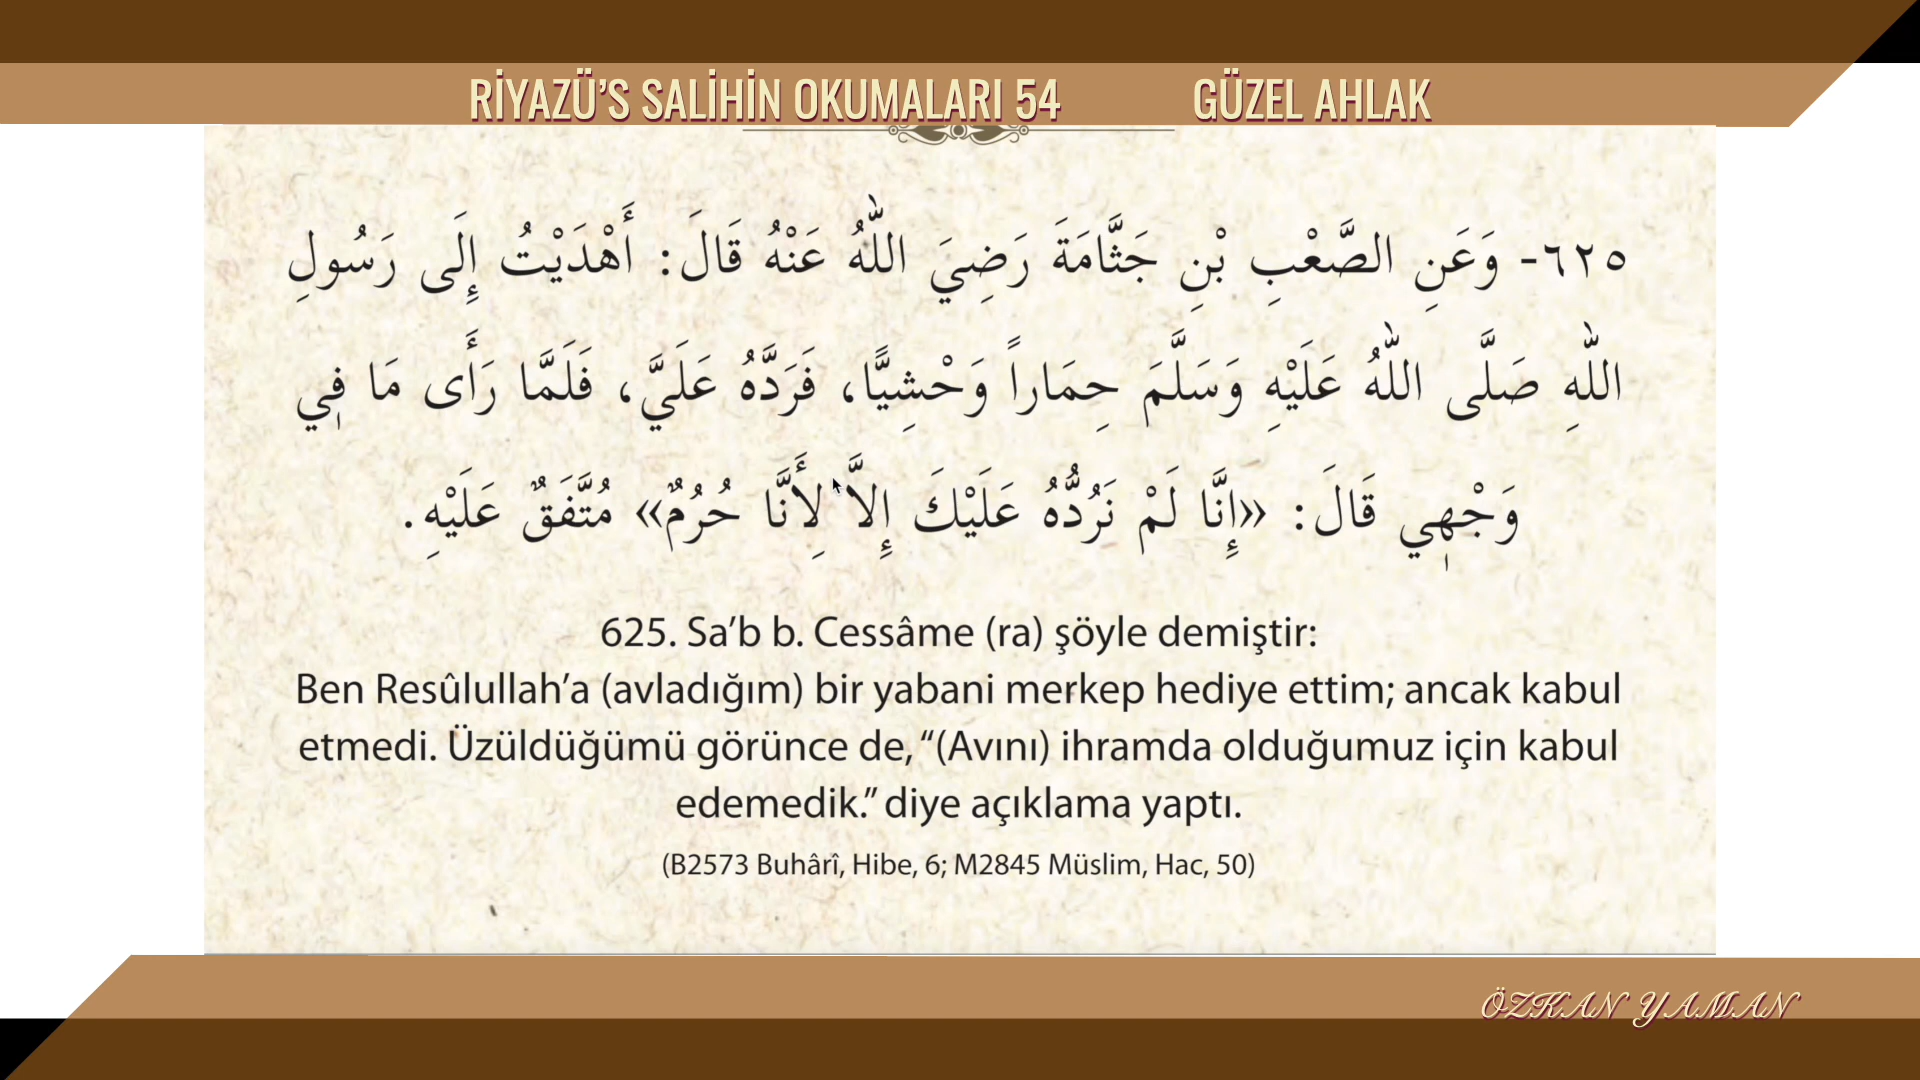 RİYAZÜ'S SALİHİN OKUMALARI 54 GÜZEL AHLAK
٦٢٥- وَعَنِ الصَّعْبِ بْنِ جَثَّامَةَ رَضِيَ اللّٰهُ عَنْهُ قَالَ: أَهْدَيْتُ إِلَى رَسُولِ
اللّٰهِ صَلَّى اللّٰهُ عَلَيْهِ وَسَلَّمَ حِمَاراً وَحْشِيًّا، فَرَدَّهُ عَلَيَّ، فَلَمَّا رَأَى مَا فٖي
وَجْهٖي قَالَ: «إِنَّا لَمْ نَرُدُّهُ عَلَيْكَ إِلاَّ لِأَنَّا حُرُمٌ» مُتَّفَقٌ عَلَيْهِ.
625. Sa’b b. Cessâme (ra) şöyle demiştir:
Ben Resûlullah’a (avladığım) bir yabani merkep hediye ettim; ancak kabul
etmedi. Üzüldüğümü görünce de, “(Avını) ihramda olduğumuz için kabul
edemedik.” diye açıklama yaptı.
(B2573 Buhârî, Hibe, 6; M2845 Müslim, Hac, 50)
ÖZKAN YAMAN